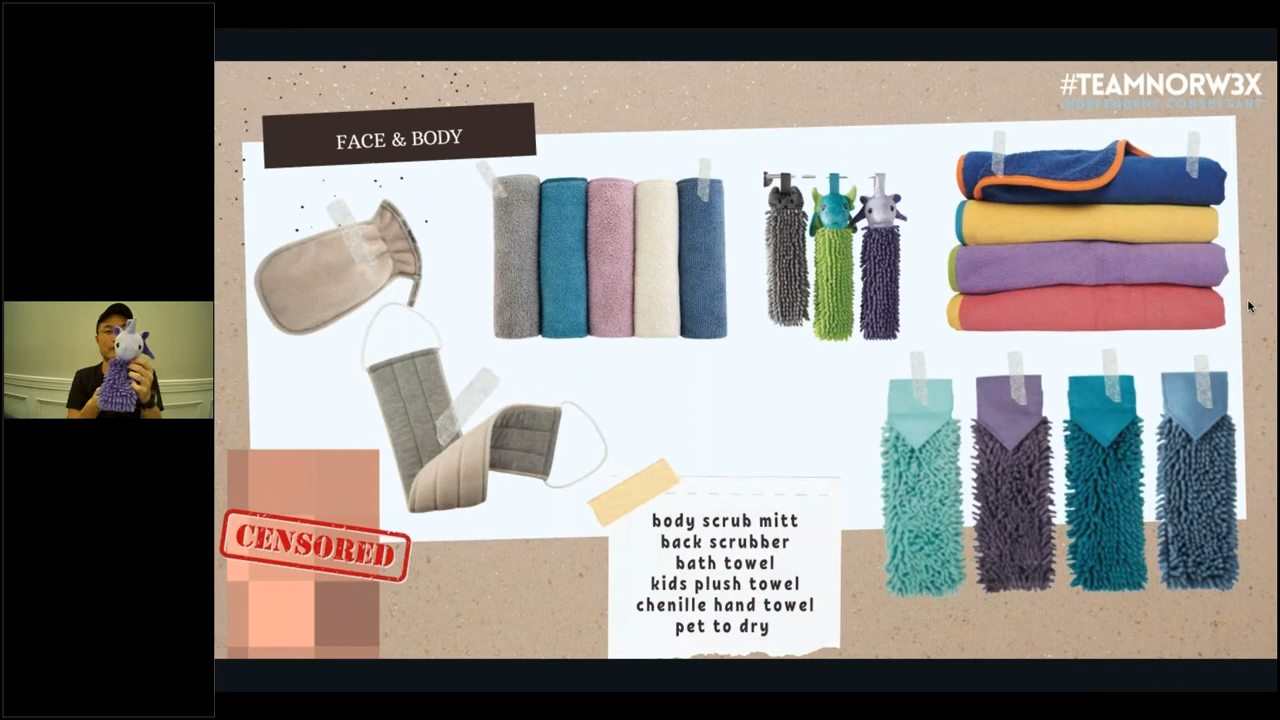 #TEAMNORW3X
INDEPENDENT CONSULTANT
FACE & BODY
CENSORED
body scrub mitt
back scrubber
bath towel
kids plush towel
chenille hand towel
pet to dry